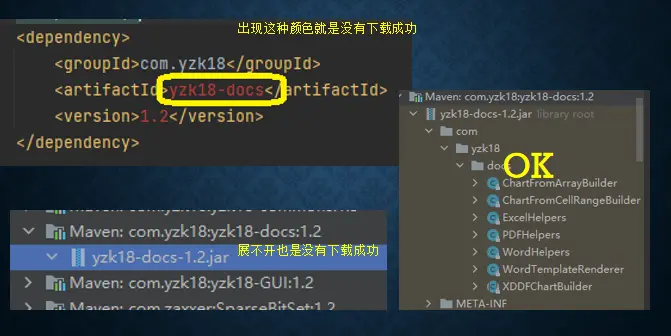 出现这种颜色就是没有下载成功
<dependency>
<groupId>com.yzk18</groupId>
<artifactId>yzk18-docs</artifactId>
<version>1.2</version>
</dependency>
Maven: com.yzk18:yzk18-docs:1.2
yzk18-docs-1.2.jar library root
com
yzk18
docs
OK
ChartFromArrayBuilder
ChartFromCellRangeBuilder
ExcelHelpers
PDFHelpers
WordHelpers
WordTemplateRenderer
XDDFChartBuilder
META-INF
Maven: com.yzk18:yzk18-docs:1.2
yzk18-docs-1.2.jar
展不开也是没有下载成功
Maven: com.yzk18:yzk18-GUI:1.2
Maven: com.zaxxer:SparseBitSet:1.2